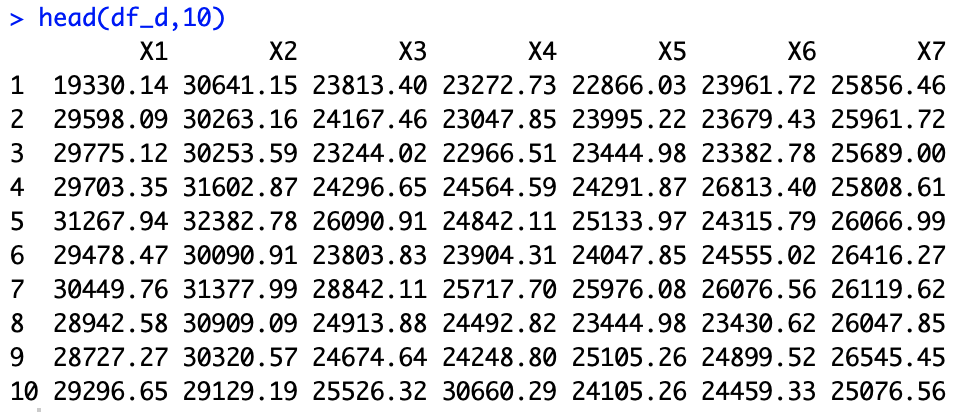 > head(df_d,10)
X1 X2 X3 X4 X5 X6 X7
1 19330.14 30641.15 23813.40 23272.73 22866.03 23961.72 25856.46
2 29598.09 30263.16 24167.46 23047.85 23995.22 23679.43 25961.72
3 29775.12 30253.59 23244.02 22966.51 23444.98 23382.78 25689.00
4 29703.35 31602.87 24296.65 24564.59 24291.87 26813.40 25808.61
5 31267.94 32382.78 26090.91 24842.11 25133.97 24315.79 26066.99
6 29478.47 30090.91 23803.83 23904.31 24047.85 24555.02 26416.27
7 30449.76 31377.99 28842.11 25717.70 25976.08 26076.56 26119.62
8 28942.58 30909.09 24913.88 24492.82 23444.98 23430.62 26047.85
9 28727.27 30320.57 24674.64 24248.80 25105.26 24899.52 26545.45
10 29296.65 29129.19 25526.32 30660.29 24105.26 24459.33 25076.56